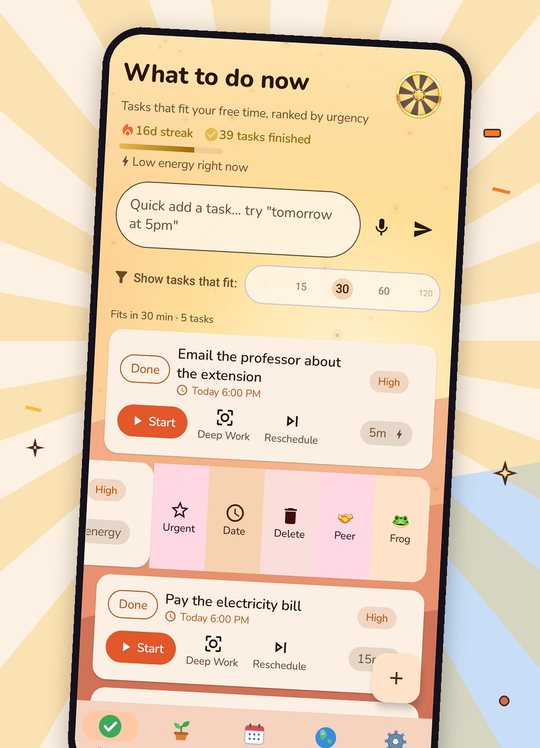 What to do now
Tasks that fit your free time, ranked by urgency
16d streak 39 tasks finished
Low energy right now
Quick add a task... try "tomorrow
at 5pm"
Show tasks that fit: 15 30 60 120
Fits in 30 min · 5 tasks
Done Email the professor about
the extension High
Today 6:00 PM
Start Deep Work Reschedule 5m
High
energy
Urgent Date Delete Peer Frog
Done Pay the electricity bill High
Today 6:00 PM
Start Deep Work Reschedule